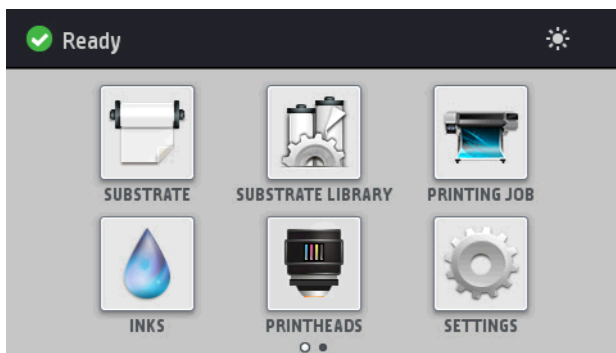 Ready
SUBSTRATE
SUBSTRATE LIBRARY
PRINTING JOB
INKS
PRINTHEADS
SETTINGS